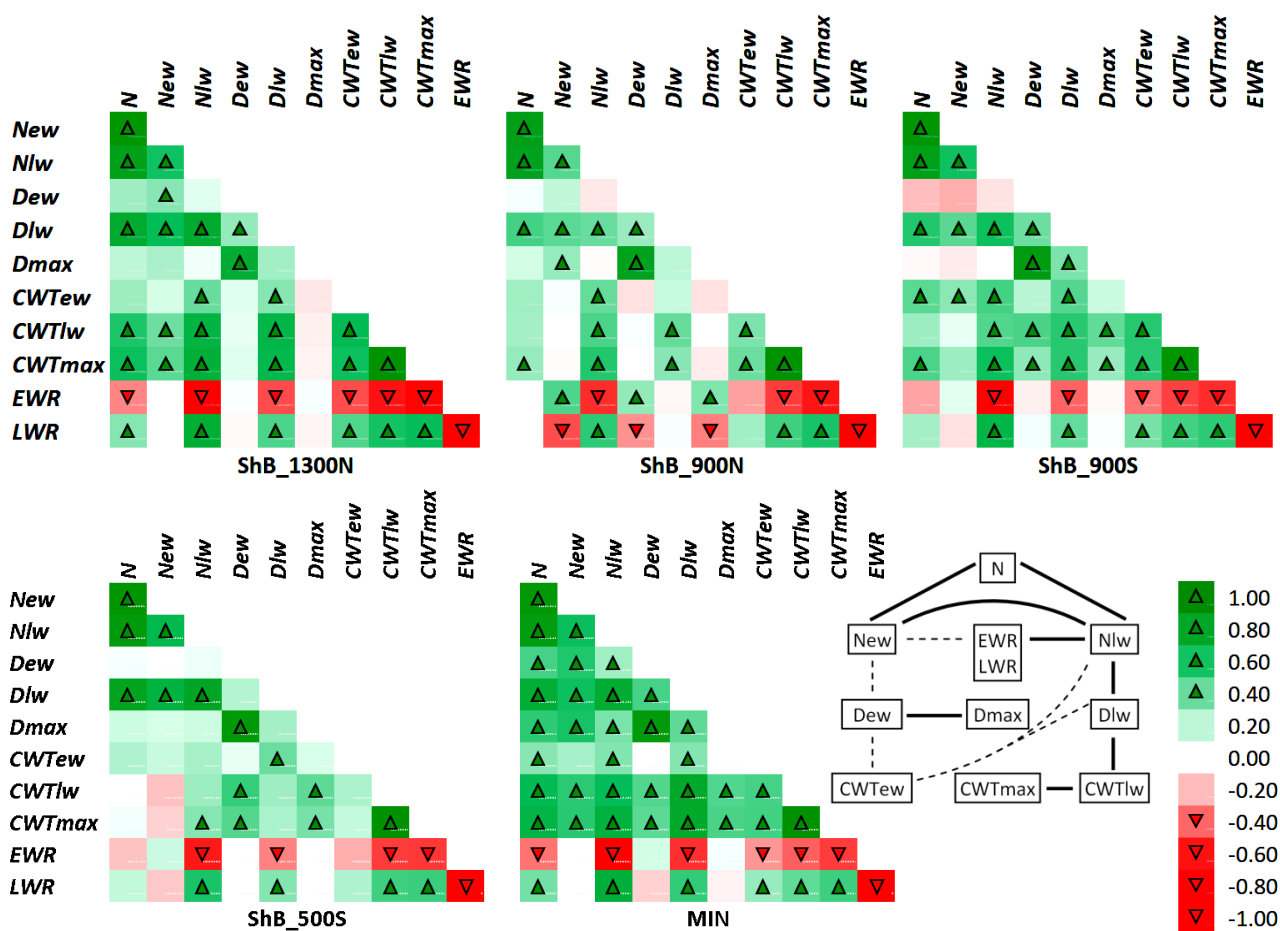 N New Nlw Dew Dlw Dmax CWTew CWTlw CWTmax EWR
N New Nlw Dew Dlw Dmax CWTew CWTlw CWTmax EWR
N New Nlw Dew Dlw Dmax CWTew CWTlw CWTmax EWR
New
Nlw
Dew
Dlw
Dmax
CWTew
CWTlw
CWTmax
EWR
LWR
ShB_1300N
ShB_900N
ShB_900S
N New Nlw Dew Dlw Dmax CWTew CWTlw CWTmax EWR
N New Nlw Dew Dlw Dmax CWTew CWTlw CWTmax EWR
New
Nlw
Dew
Dlw
Dmax
CWTew
CWTlw
CWTmax
EWR
LWR
ShB_500S
MIN
N
New
EWR
LWR
Nlw
Dew
Dmax
Dlw
CWTew
CWTmax
CWTlw
1.00
0.80
0.60
0.40
0.20
0.00
-0.20
-0.40
-0.60
-0.80
-1.00